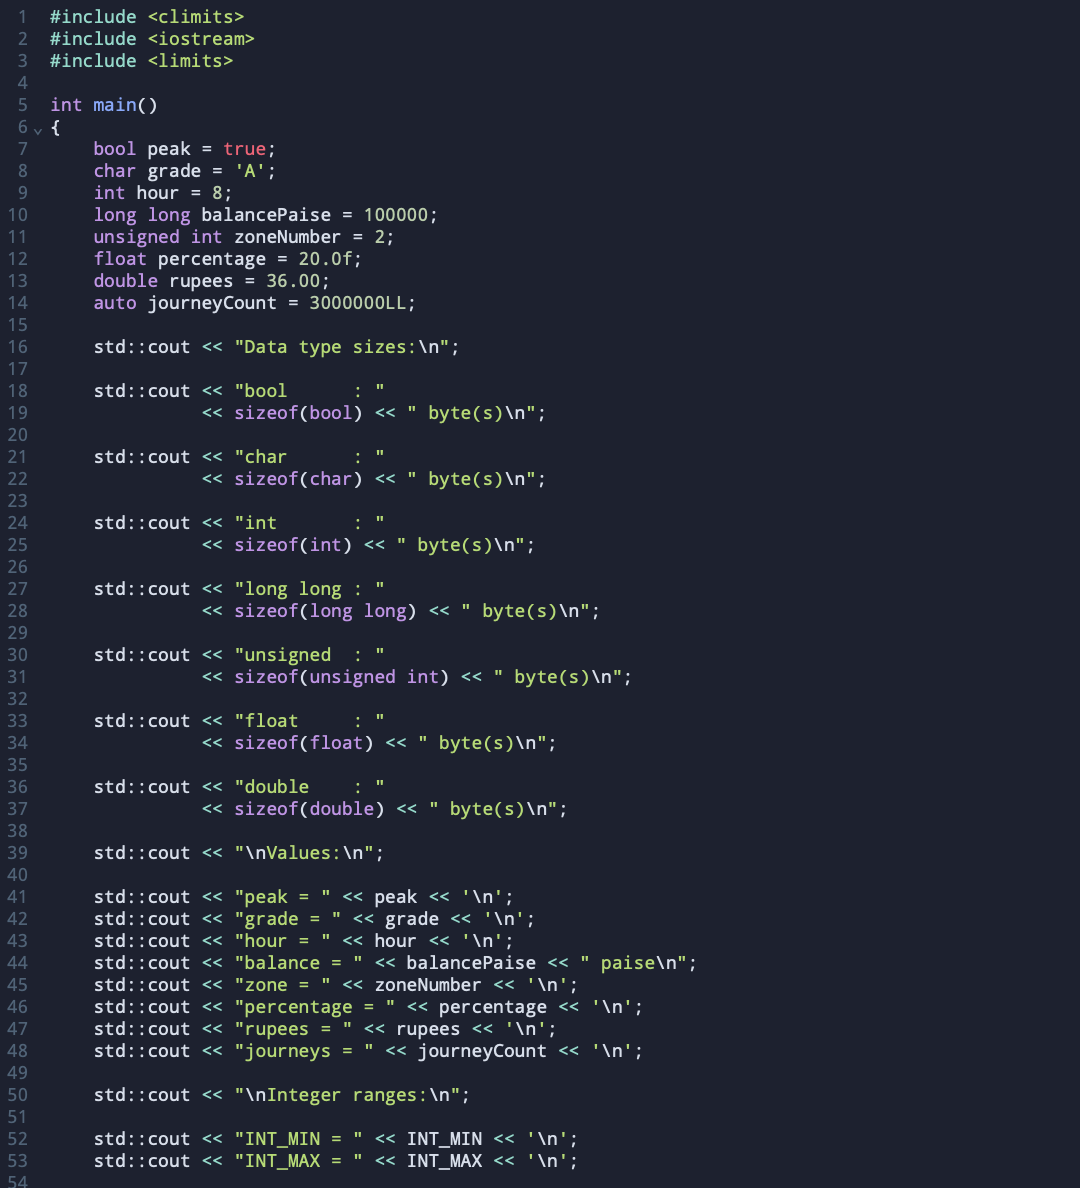 1 #include <climits>
2 #include <iostream>
3 #include <limits>
4
5 int main()
6 {
7     bool peak = true;
8     char grade = 'A';
9     int hour = 8;
10     long long balancePaise = 100000;
11     unsigned int zoneNumber = 2;
12     float percentage = 20.0f;
13     double rupees = 36.00;
14     auto journeyCount = 3000000LL;
15
16     std::cout << "Data type sizes:\n";
17
18     std::cout << "bool      : "
19               << sizeof(bool) << " byte(s)\n";
20
21     std::cout << "char      : "
22               << sizeof(char) << " byte(s)\n";
23
24     std::cout << "int       : "
25               << sizeof(int) << " byte(s)\n";
26
27     std::cout << "long long : "
28               << sizeof(long long) << " byte(s)\n";
29
30     std::cout << "unsigned  : "
31               << sizeof(unsigned int) << " byte(s)\n";
32
33     std::cout << "float     : "
34               << sizeof(float) << " byte(s)\n";
35
36     std::cout << "double    : "
37               << sizeof(double) << " byte(s)\n";
38
39     std::cout << "\nValues:\n";
40
41     std::cout << "peak = " << peak << '\n';
42     std::cout << "grade = " << grade << '\n';
43     std::cout << "hour = " << hour << '\n';
44     std::cout << "balance = " << balancePaise << " paise\n";
45     std::cout << "zone = " << zoneNumber << '\n';
46     std::cout << "percentage = " << percentage << '\n';
47     std::cout << "rupees = " << rupees << '\n';
48     std::cout << "journeys = " << journeyCount << '\n';
49
50     std::cout << "\nInteger ranges:\n";
51
52     std::cout << "INT_MIN = " << INT_MIN << '\n';
53     std::cout << "INT_MAX = " << INT_MAX << '\n';
54